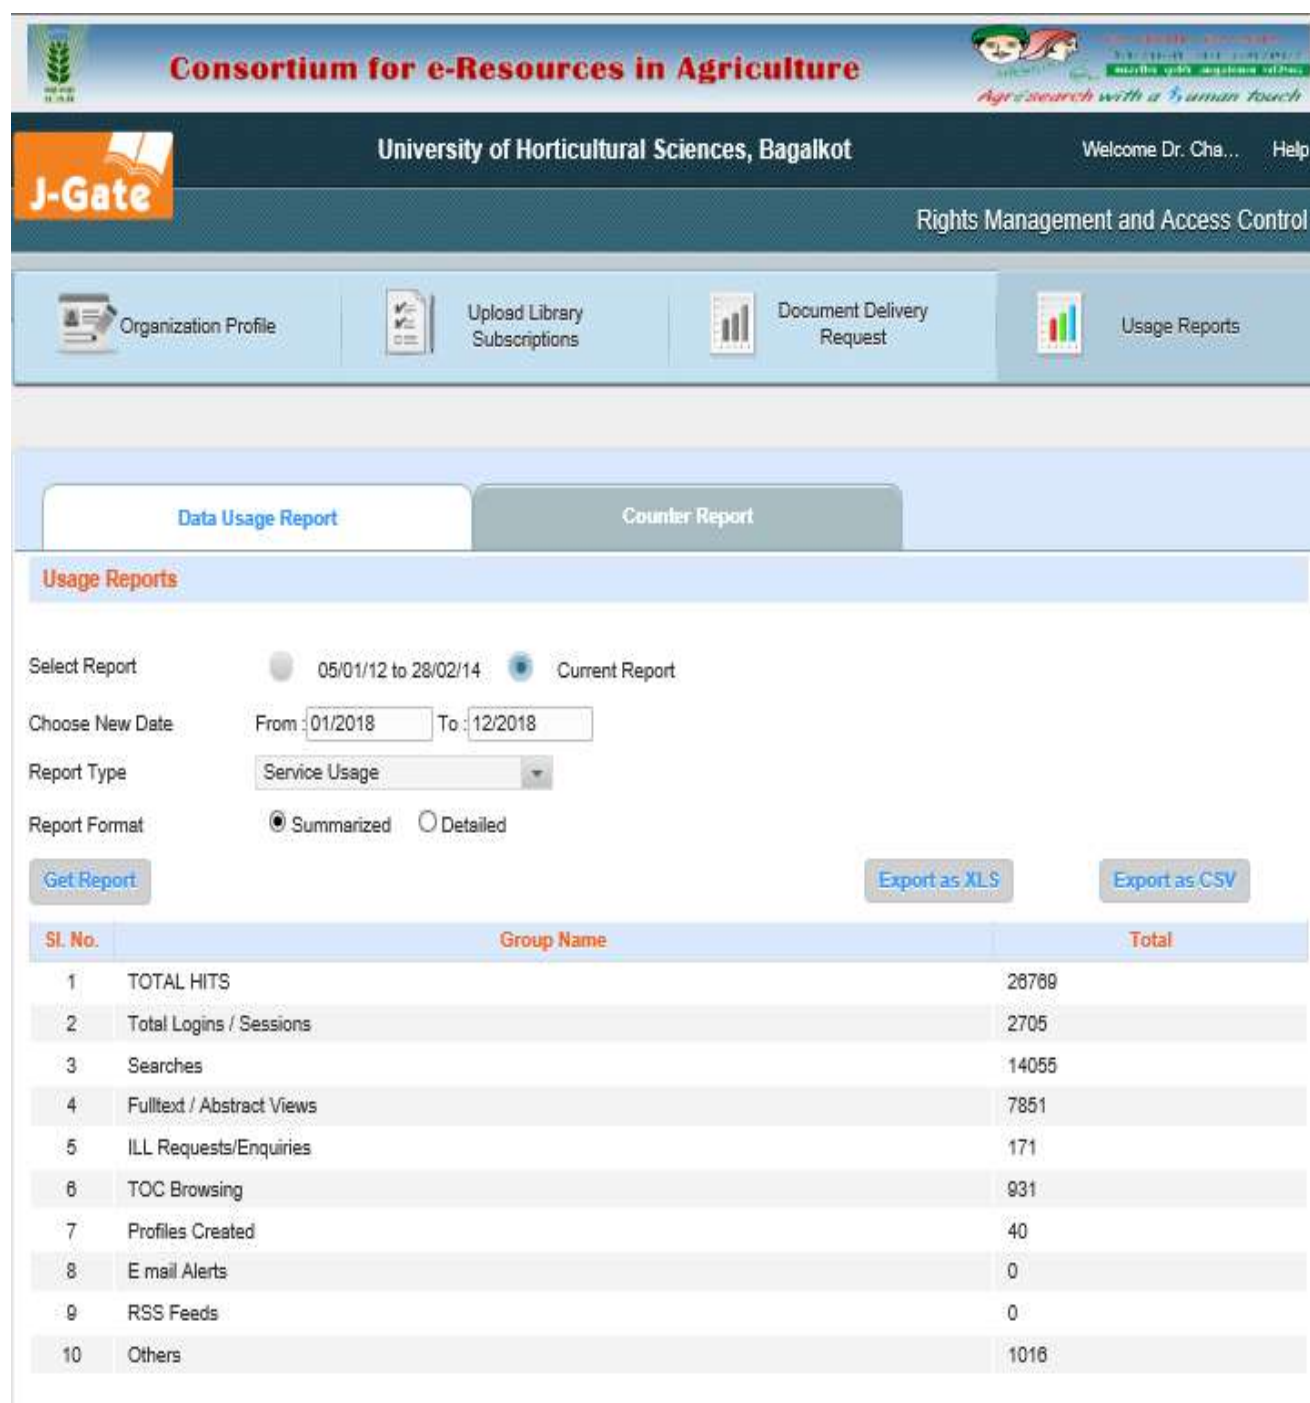 Consortium for e-Resources in Agriculture
Agrisearch with a human touch
J-Gate
University of Horticultural Sciences, Bagalkot
Welcome Dr. Cha... Help
Rights Management and Access Control
Organization Profile
Upload Library
Subscriptions
Document Delivery
Request
Usage Reports
Data Usage Report
Counter Report
Usage Reports
Select Report 05/01/12 to 28/02/14 Current Report
Choose New Date From : 01/2018 To : 12/2018
Report Type Service Usage
Report Format Summarized Detailed
Get Report Export as XLS Export as CSV
Sl. No. Group Name Total
1 TOTAL HITS 26769
2 Total Logins / Sessions 2705
3 Searches 14055
4 Fulltext / Abstract Views 7851
5 ILL Requests/Enquiries 171
6 TOC Browsing 931
7 Profiles Created 40
8 E mail Alerts 0
9 RSS Feeds 0
10 Others 1016